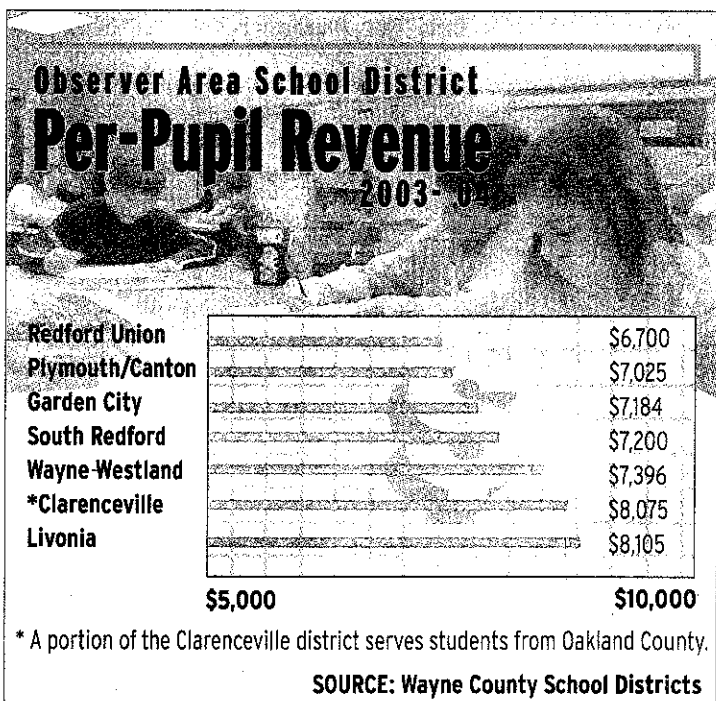 Observer Area School District
Per-Pupil Revenue
2003-'04
Redford Union $6,700
Plymouth/Canton $7,025
Garden City $7,184
South Redford $7,200
Wayne-Westland $7,396
*Clarenceville $8,075
Livonia $8,105
$5,000 $10,000
* A portion of the Clarenceville district serves students from Oakland County.
SOURCE: Wayne County School Districts